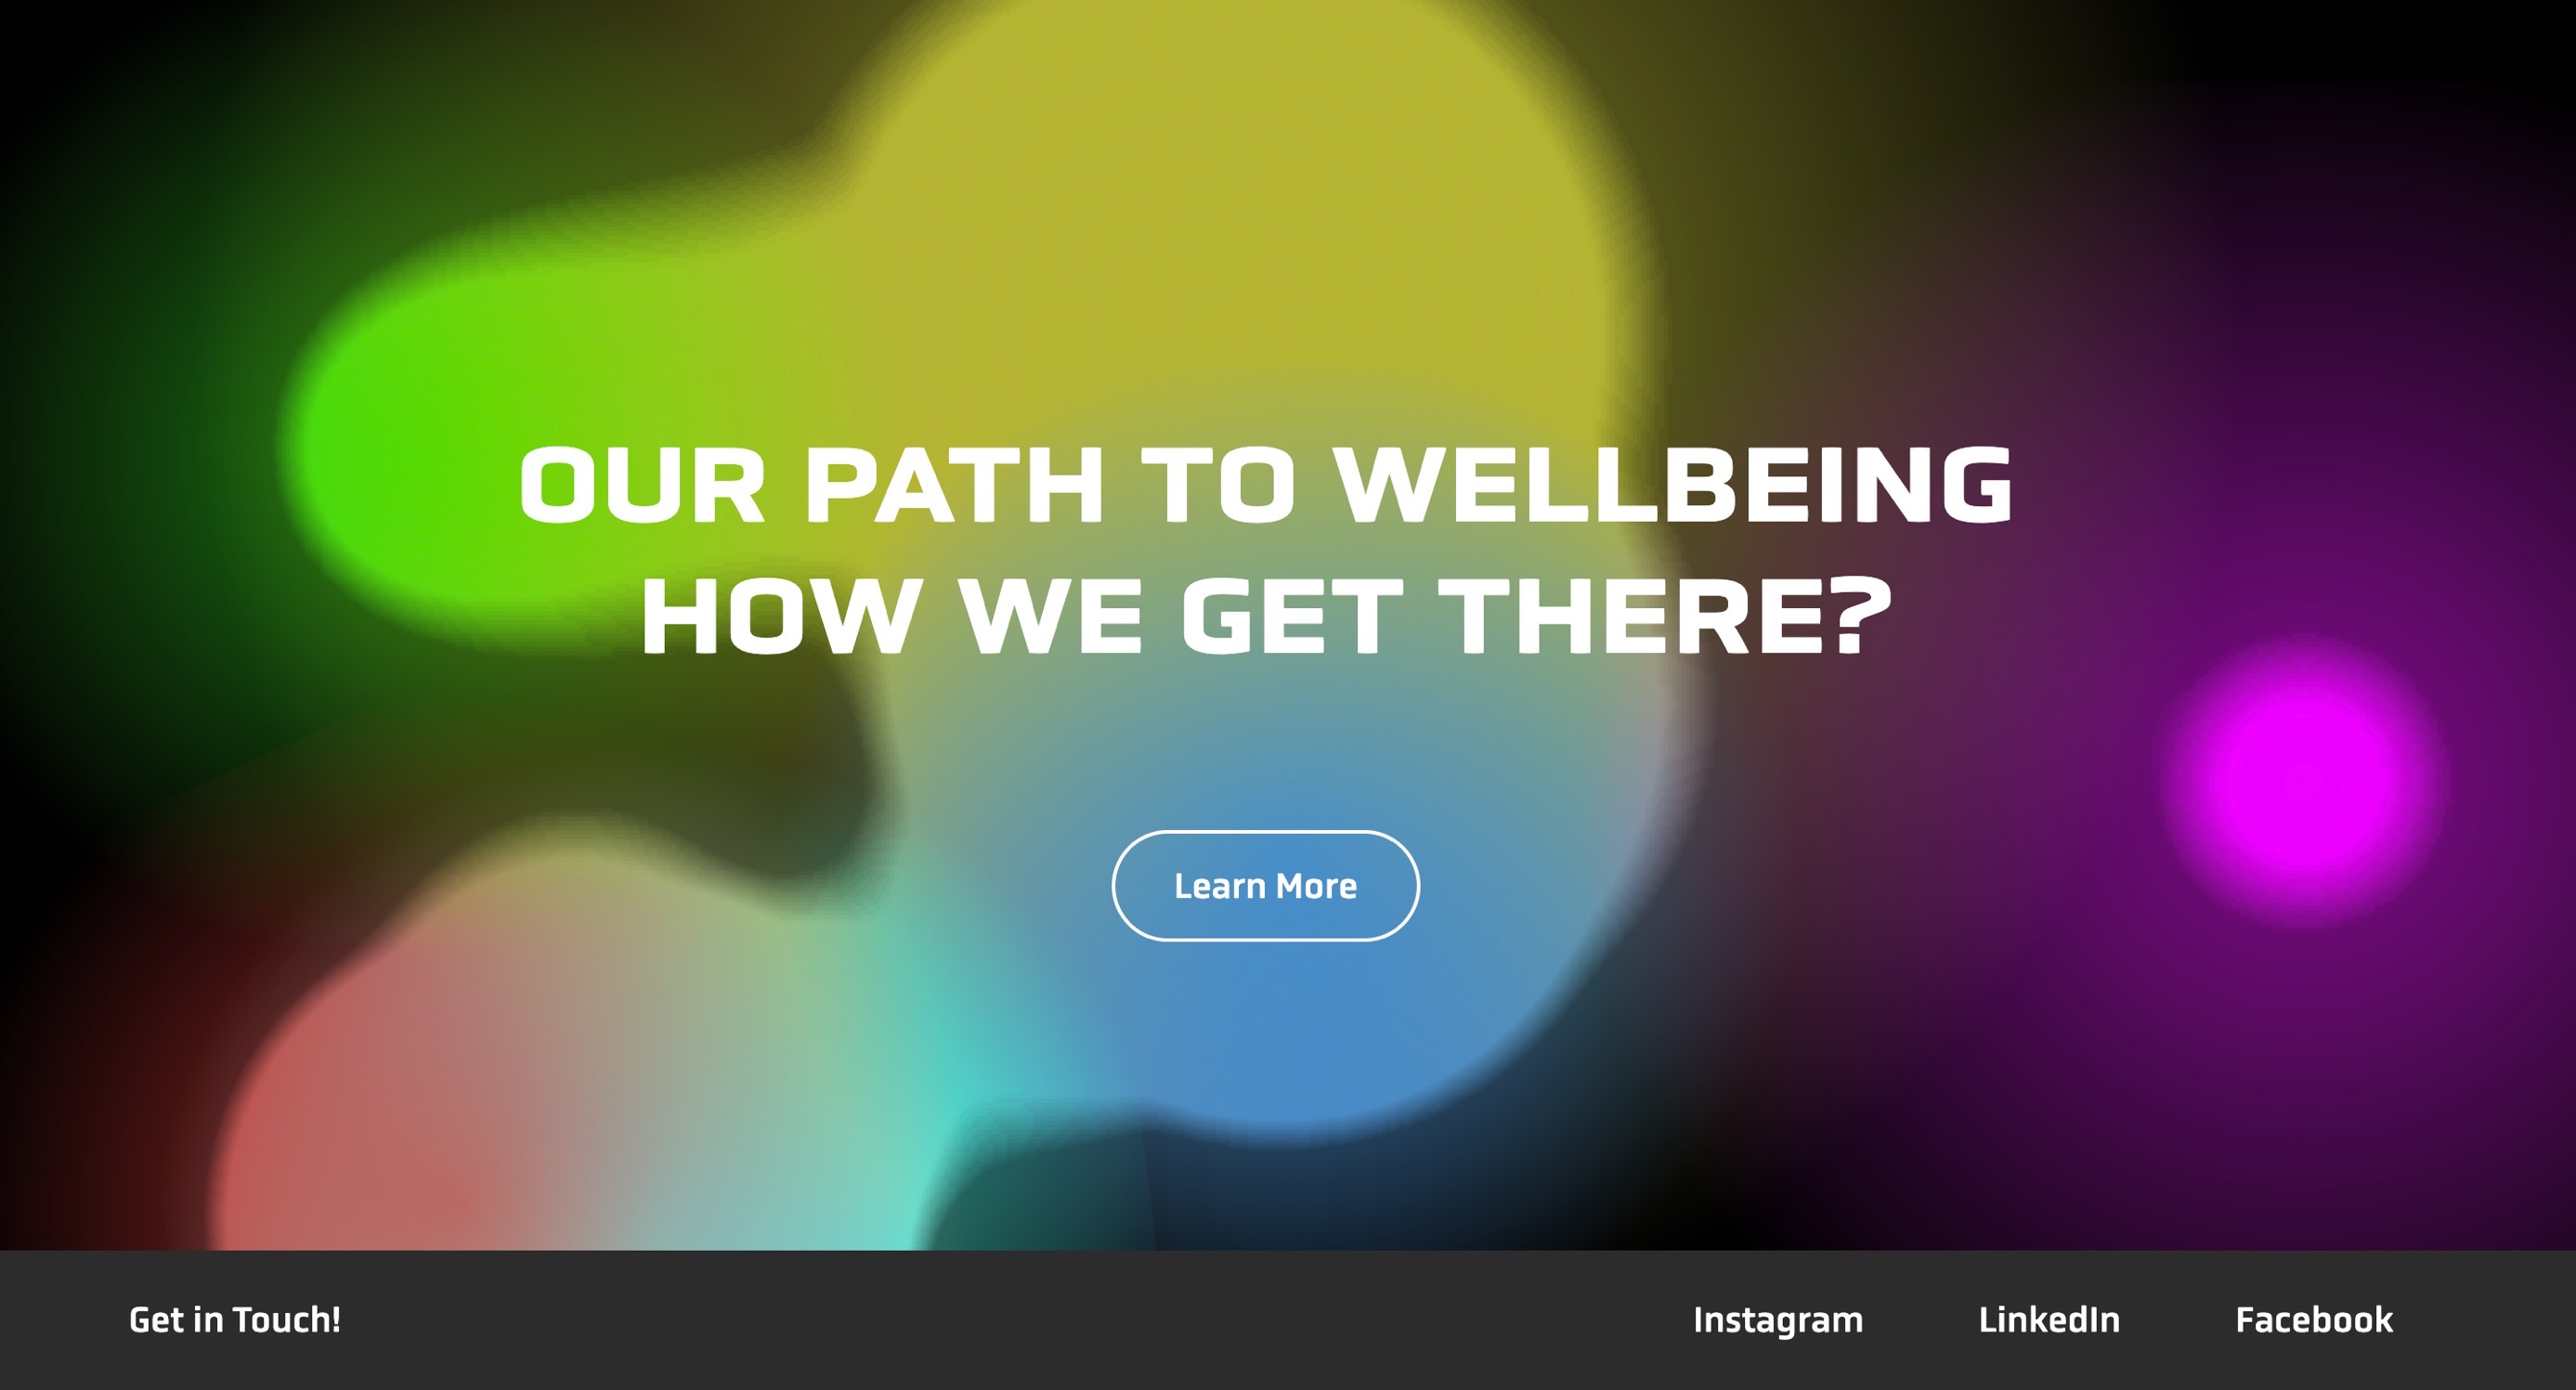 OUR PATH TO WELLBEING
HOW WE GET THERE?
Learn More
Get in Touch!
Instagram
LinkedIn
Facebook